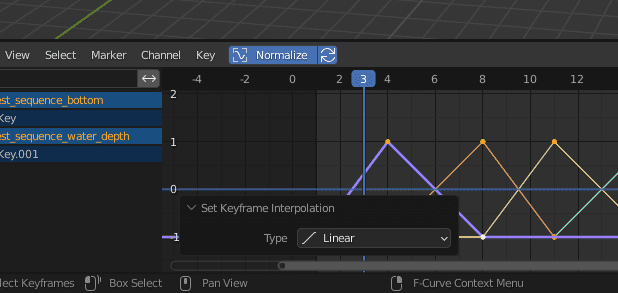 View Select Marker Channel Key Normalize
-4 -2 0 2 3 4 6 8 10 12
est_sequence_bottom
Key
est_sequence_water_depth
Key.001
2
1
0
-1
Set Keyframe Interpolation
Type Linear
lect Keyframes Box Select Pan View F-Curve Context Menu